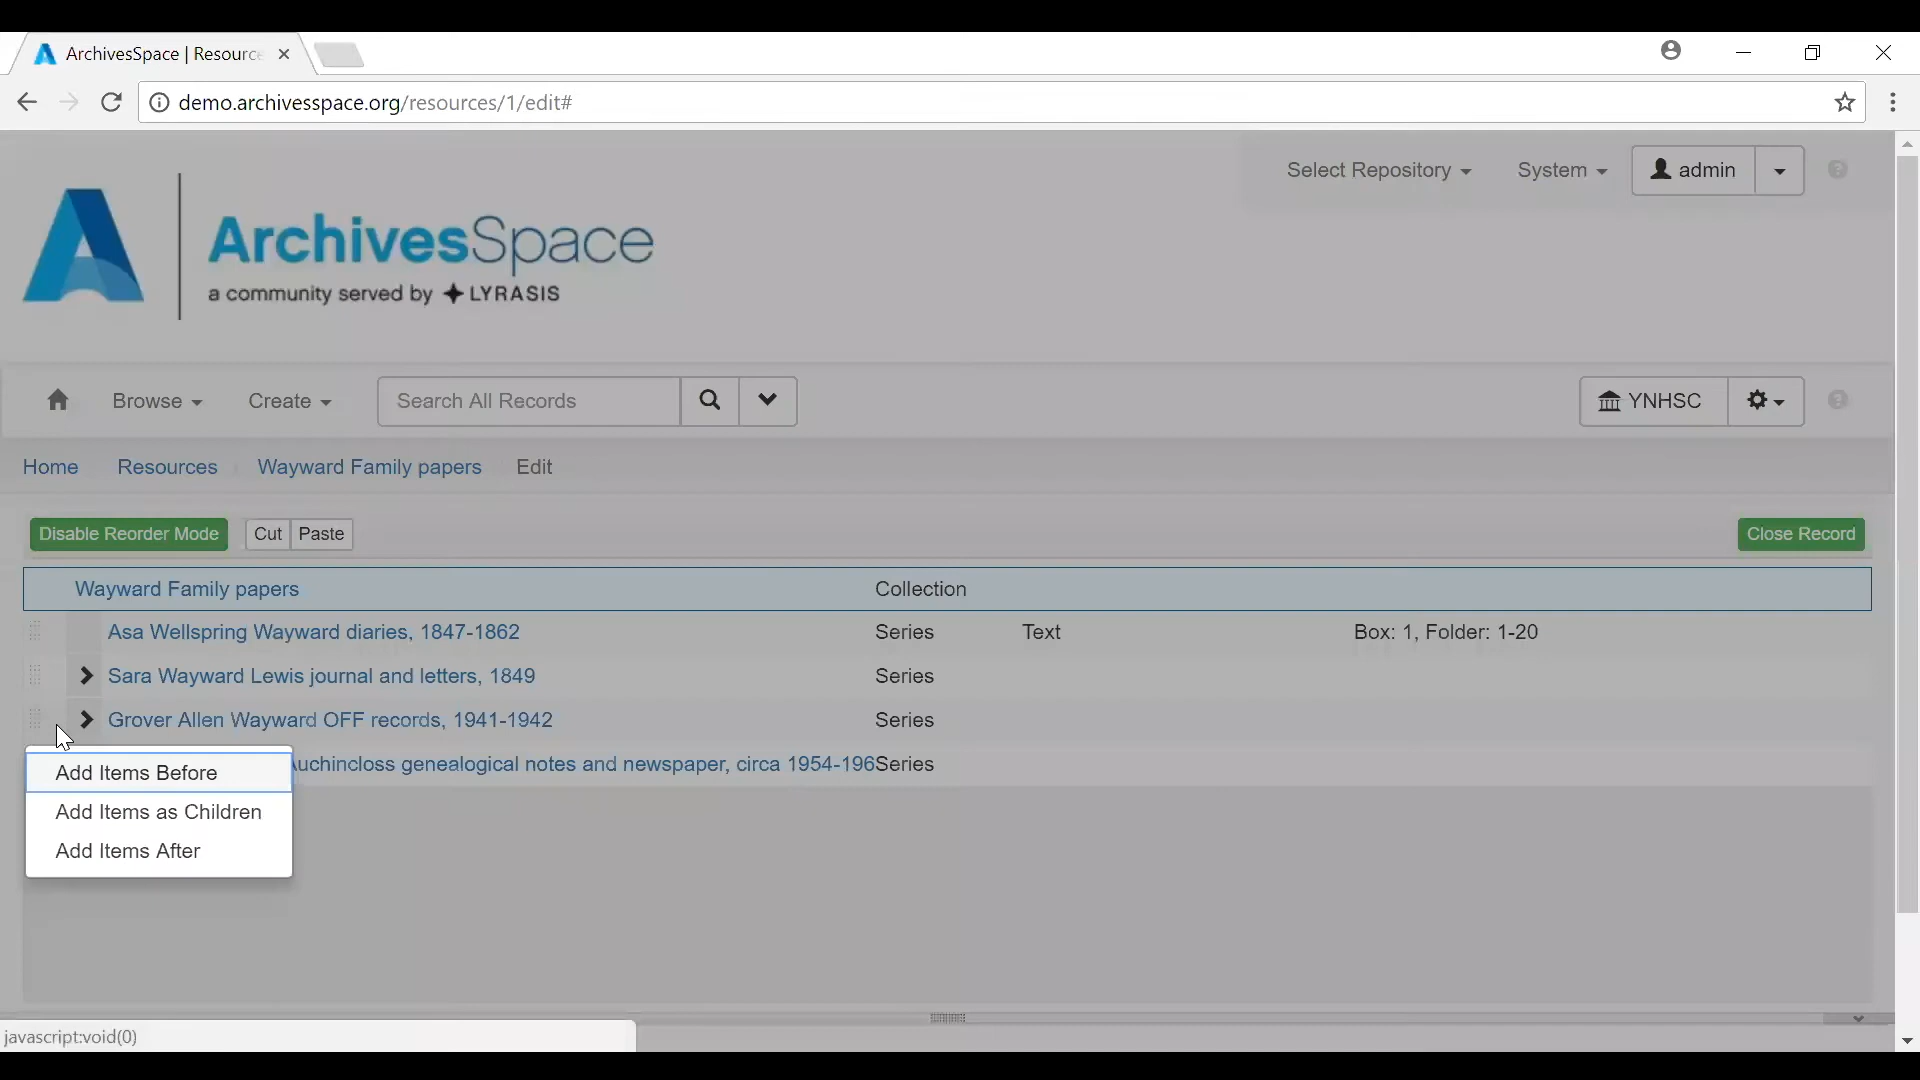 ArchivesSpace | Resource
demo.archivesspace.org/resources/1/edit#
Select Repository
System
admin
ArchivesSpace
a community served by LYRASIS
Browse
Create
Search All Records
YNHSC
Home
Resources
Wayward Family papers
Edit
Disable Reorder Mode
Cut
Paste
Close Record
Wayward Family papers Collection
Asa Wellspring Wayward diaries, 1847-1862 Series Text Box: 1, Folder: 1-20
Sara Wayward Lewis journal and letters, 1849 Series
Grover Allen Wayward OFF records, 1941-1942 Series
uchincloss genealogical notes and newspaper, circa 1954-196 Series
Add Items Before
Add Items as Children
Add Items After
javascript:void(0)